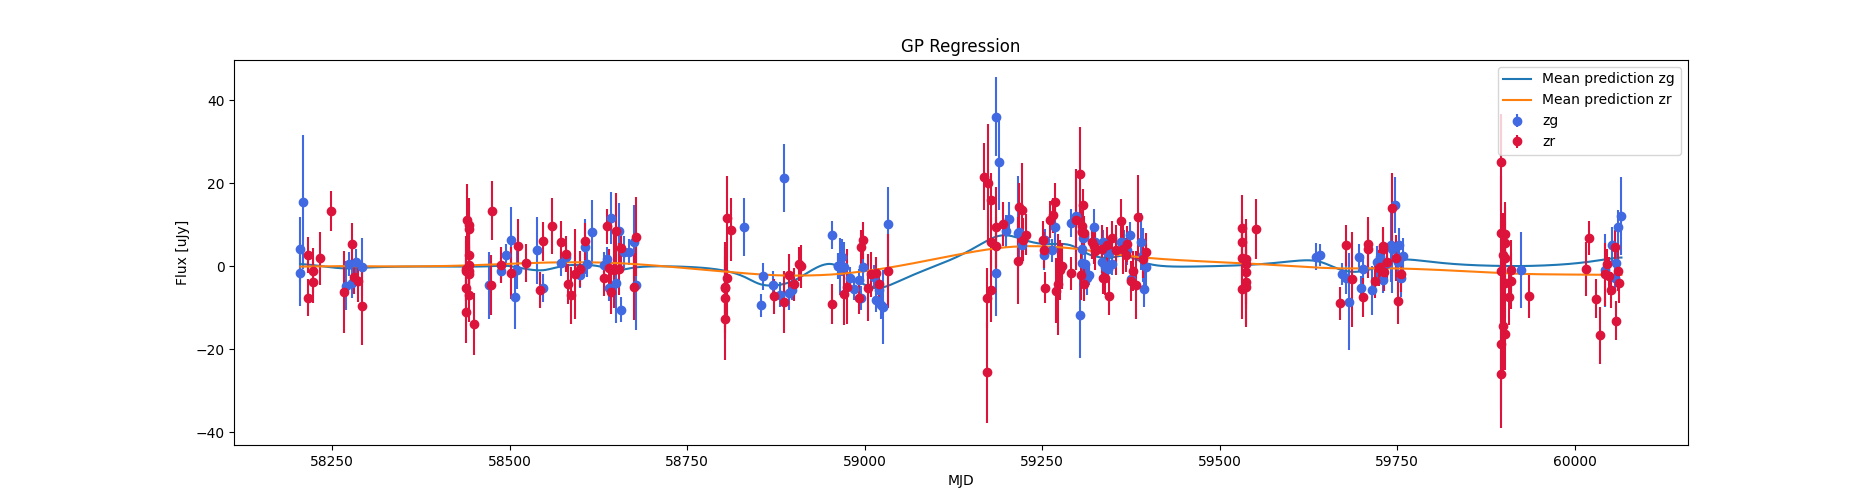 GP Regression
Flux [uJy]
40
20
0
−20
−40
Mean prediction zg
Mean prediction zr
zg
zr
58250
58500
58750
59000
59250
59500
59750
60000
MJD